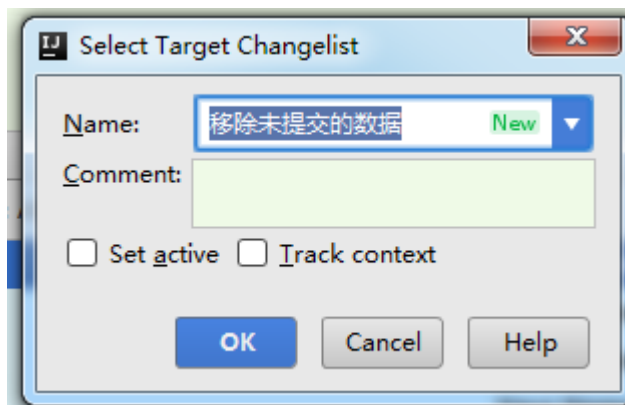 Select Target Changelist
Name: 移除未提交的数据 New
Comment:
Set active Track context
OK Cancel Help